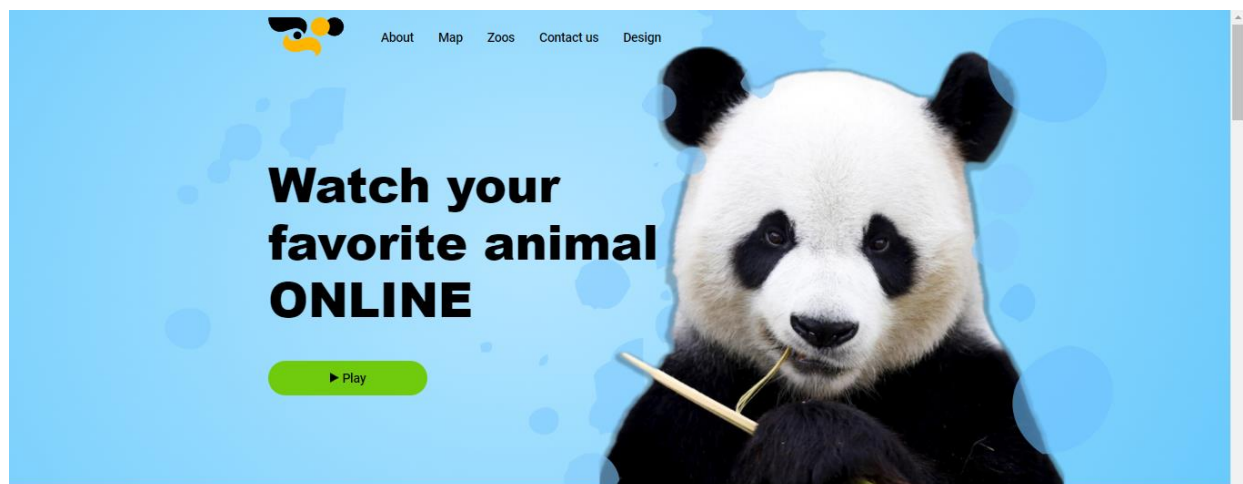 About Map Zoos Contact us Design
Watch your
favorite animal
ONLINE
Play